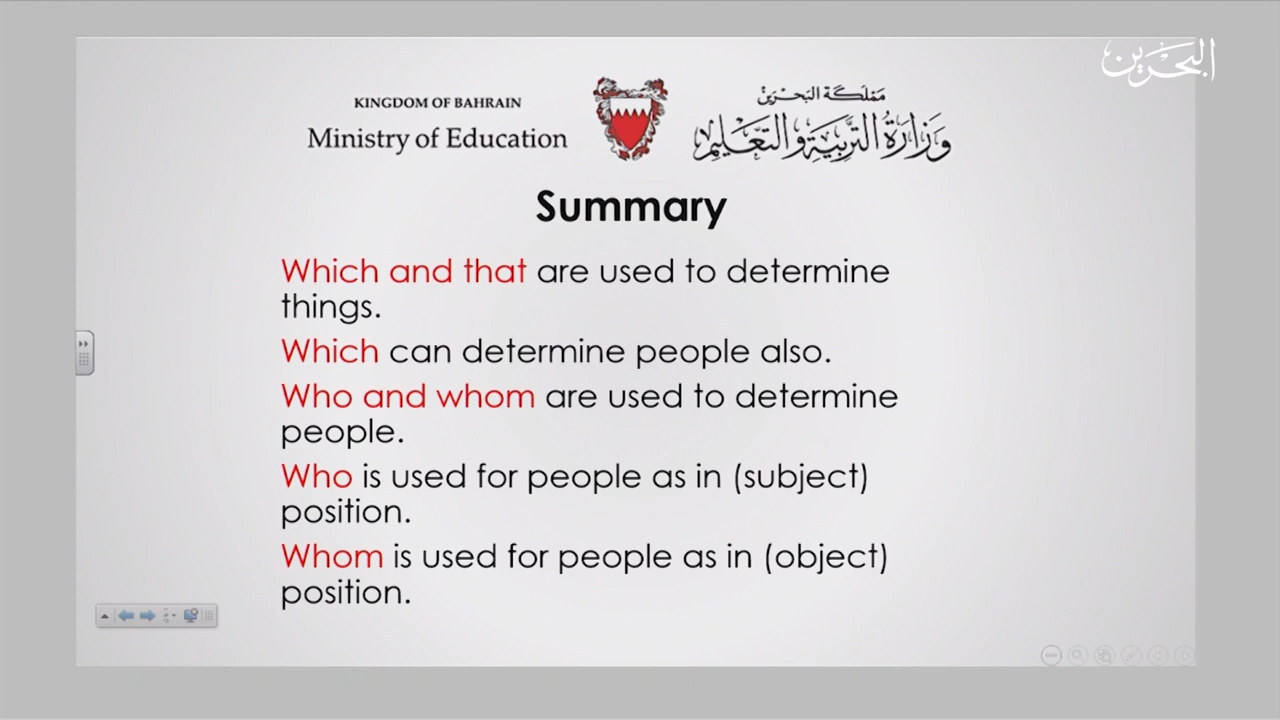 البحرين
KINGDOM OF BAHRAIN
Ministry of Education
مملكة البحرين
وزارة التربية والتعليم
Summary
Which and that are used to determine
things.
Which can determine people also.
Who and whom are used to determine
people.
Who is used for people as in (subject)
position.
Whom is used for people as in (object)
position.